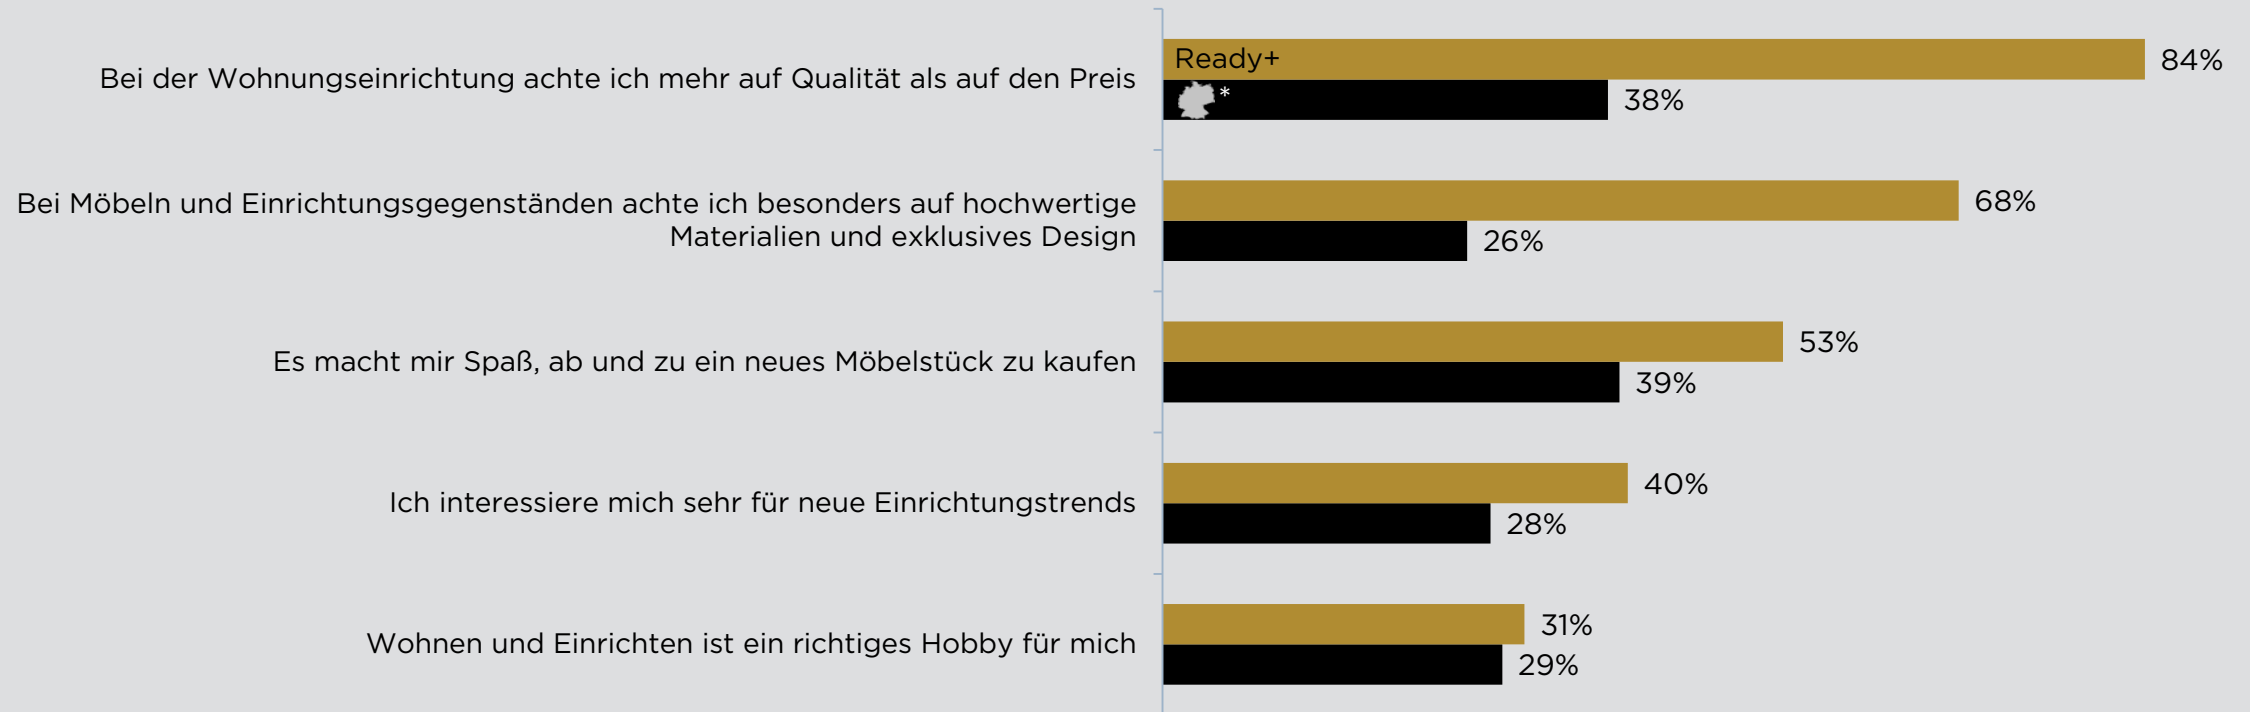 Bei der Wohnungseinrichtung achte ich mehr auf Qualität als auf den Preis
Ready+
84%
*
38%
Bei Möbeln und Einrichtungsgegenständen achte ich besonders auf hochwertige
Materialien und exklusives Design
68%
26%
Es macht mir Spaß, ab und zu ein neues Möbelstück zu kaufen
53%
39%
Ich interessiere mich sehr für neue Einrichtungstrends
40%
28%
Wohnen und Einrichten ist ein richtiges Hobby für mich
31%
29%